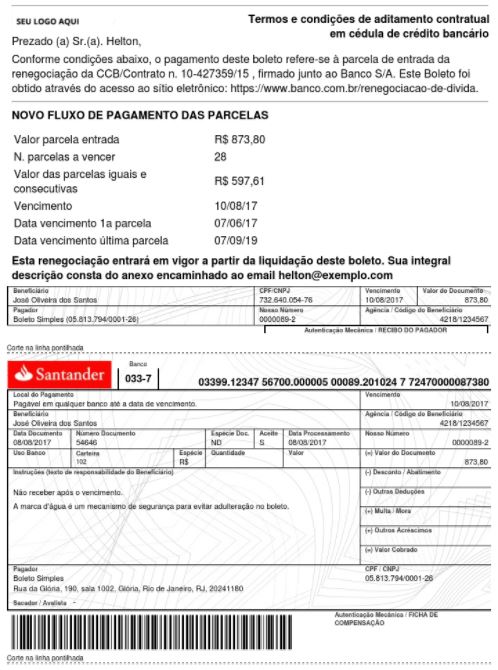 SEU LOGO AQUI
Termos e condições de aditamento contratual
em cédula de crédito bancário
Prezado (a) Sr.(a). Helton,
Conforme condições abaixo, o pagamento deste boleto refere-se à parcela de entrada da
renegociação da CCB/Contrato n. 10-427359/15 , firmado junto ao Banco S/A. Este Boleto foi
obtido através do acesso ao sítio eletrônico: https://www.banco.com.br/renegociacao-de-divida.
NOVO FLUXO DE PAGAMENTO DAS PARCELAS
Valor parcela entrada R$ 873,80
N. parcelas a vencer 28
Valor das parcelas iguais e
consecutivas R$ 597,61
Vencimento 10/08/17
Data vencimento 1a parcela 07/06/17
Data vencimento última parcela 07/09/19
Esta renegociação entrará em vigor a partir da liquidação deste boleto. Sua integral
descrição consta do anexo encaminhado ao email helton@exemplo.com
Beneficiário CPF/CNPJ Vencimento Valor do Documento
José Oliveira dos Santos 732.640.054-76 10/08/2017 873,80
Pagador Nosso Número Agência / Código do Beneficiário
Boleto Simples (05.813.794/0001-26) 0000089-2 4218/1234567
Autenticação Mecânica / RECIBO DO PAGADOR
Corte na linha pontilhada
Santander
Banco
033-7
03399.12347 56700.000005 00089.201024 7 72470000087380
Local do Pagamento Vencimento
Pagável em qualquer banco até a data de vencimento. 10/08/2017
Beneficiário Agência / Código do Beneficiário
José Oliveira dos Santos 4218/1234567
Data Documento Número Documento Espécie Doc. Aceite Data Processamento Nosso Número
08/08/2017 54646 ND S 08/08/2017 0000089-2
Uso Banco Carteira Espécie Quantidade Valor (=) Valor do Documento
102 R$ 873,80
Instruções (texto de responsabilidade do Beneficiário) (-) Desconto / Abatimento
Não receber após o vencimento.
(-) Outras Deduções
A marca d'água é um mecanismo de segurança para evitar adulteração no boleto.
(+) Multa / Mora
(+) Outros Acréscimos
(=) Valor Cobrado
Pagador CPF / CNPJ
Boleto Simples 05.813.794/0001-26
Rua da Glória, 190, sala 1002, Glória, Rio de Janeiro, RJ, 20241180
Sacador / Avalista -
Autenticação Mecânica / FICHA DE
COMPENSAÇÃO
Corte na linha pontilhada